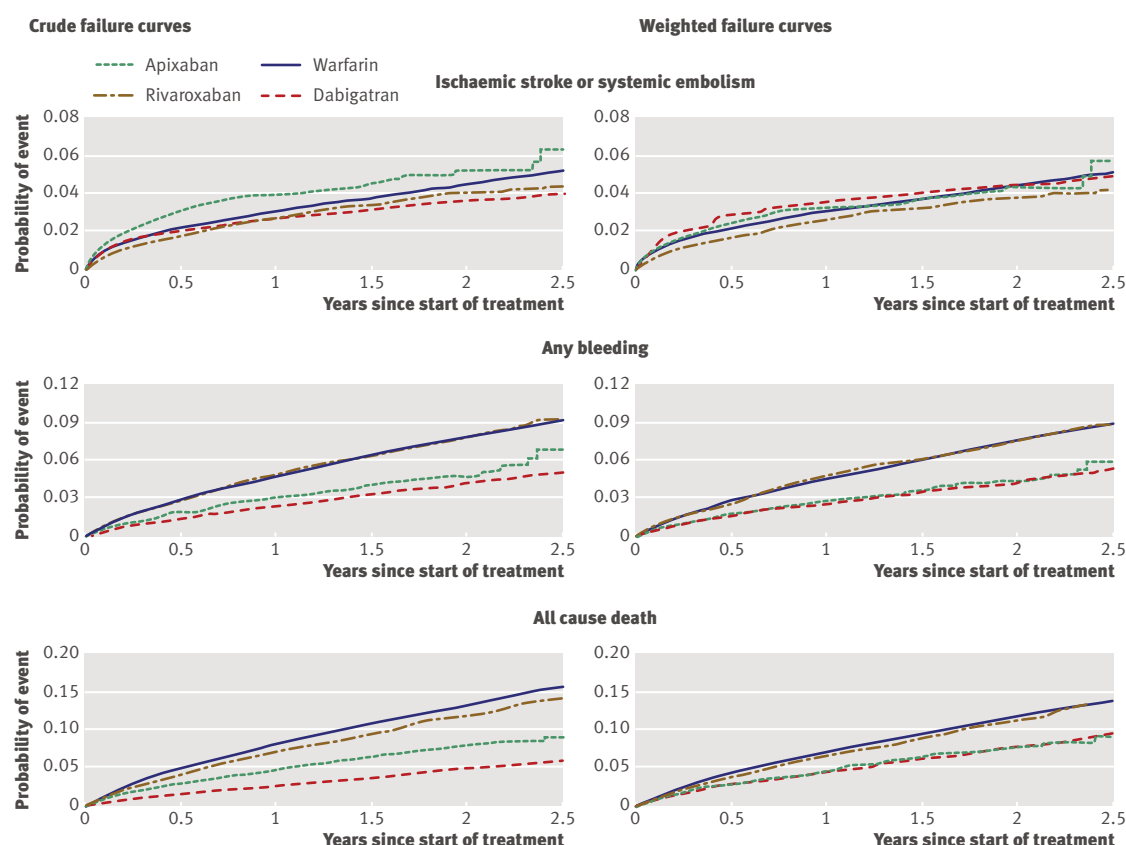 Crude failure curves
Weighted failure curves
Apixaban
Warfarin
Rivaroxaban
Dabigatran
Ischaemic stroke or systemic embolism
Probability of event
0.08
0.06
0.04
0.02
0
0 0.5 1 1.5 2 2.5
Years since start of treatment
0.08
0.06
0.04
0.02
0
0 0.5 1 1.5 2 2.5
Years since start of treatment
Any bleeding
Probability of event
0.12
0.09
0.06
0.03
0
0 0.5 1 1.5 2 2.5
Years since start of treatment
0.12
0.09
0.06
0.03
0
0 0.5 1 1.5 2 2.5
Years since start of treatment
All cause death
Probability of event
0.20
0.15
0.10
0.05
0
0 0.5 1 1.5 2 2.5
Years since start of treatment
0.20
0.15
0.10
0.05
0
0 0.5 1 1.5 2 2.5
Years since start of treatment